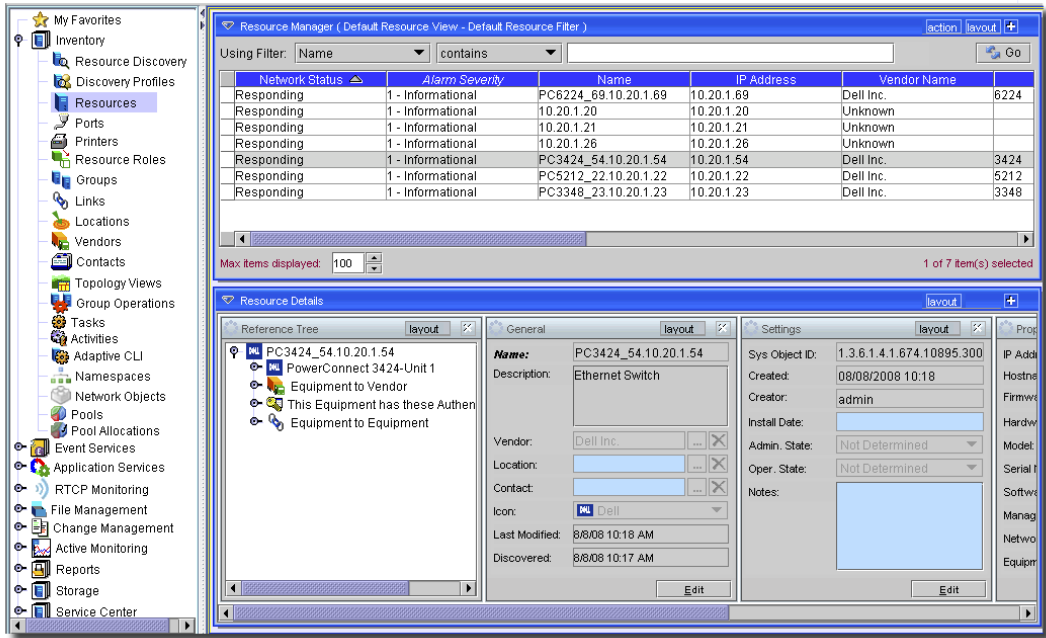 My Favorites
Inventory
Resource Discovery
Discovery Profiles
Resources
Ports
Printers
Resource Roles
Groups
Links
Locations
Vendors
Contacts
Topology Views
Group Operations
Tasks
Activities
Adaptive CLI
Namespaces
Network Objects
Pools
Pool Allocations
Event Services
Application Services
RTCP Monitoring
File Management
Change Management
Active Monitoring
Reports
Storage
Service Center
Resource Manager ( Default Resource View - Default Resource Filter )
action layout
Using Filter: Name contains Go
Network Status Alarm Severity Name IP Address Vendor Name
Responding 1 - Informational PC6224_69.10.20.1.69 10.20.1.69 Dell Inc. 6224
Responding 1 - Informational 10.20.1.20 10.20.1.20 Unknown
Responding 1 - Informational 10.20.1.21 10.20.1.21 Unknown
Responding 1 - Informational 10.20.1.26 10.20.1.26 Unknown
Responding 1 - Informational PC3424_54.10.20.1.54 10.20.1.54 Dell Inc. 3424
Responding 1 - Informational PC5212_22.10.20.1.22 10.20.1.22 Dell Inc. 5212
Responding 1 - Informational PC3348_23.10.20.1.23 10.20.1.23 Dell Inc. 3348
Max items displayed: 100
1 of 7 item(s) selected
Resource Details layout
Reference Tree layout
PC3424_54.10.20.1.54
PowerConnect 3424-Unit 1
Equipment to Vendor
This Equipment has these Authen
Equipment to Equipment
General layout
Name: PC3424_54.10.20.1.54
Description: Ethernet Switch
Vendor: Dell Inc. ...
Location: ...
Contact: ...
Icon: DELL Dell
Last Modified: 8/8/08 10:18 AM
Discovered: 8/8/08 10:17 AM
Edit
Settings layout
Sys Object ID: 1.3.6.1.4.1.674.10895.300
Created: 08/08/2008 10:18
Creator: admin
Install Date:
Admin. State: Not Determined
Oper. State: Not Determined
Notes:
Edit
Prop
IP Addr
Hostna
Firmwa
Hardw
Model:
Serial N
Softwa
Manag
Netwo
Equipm